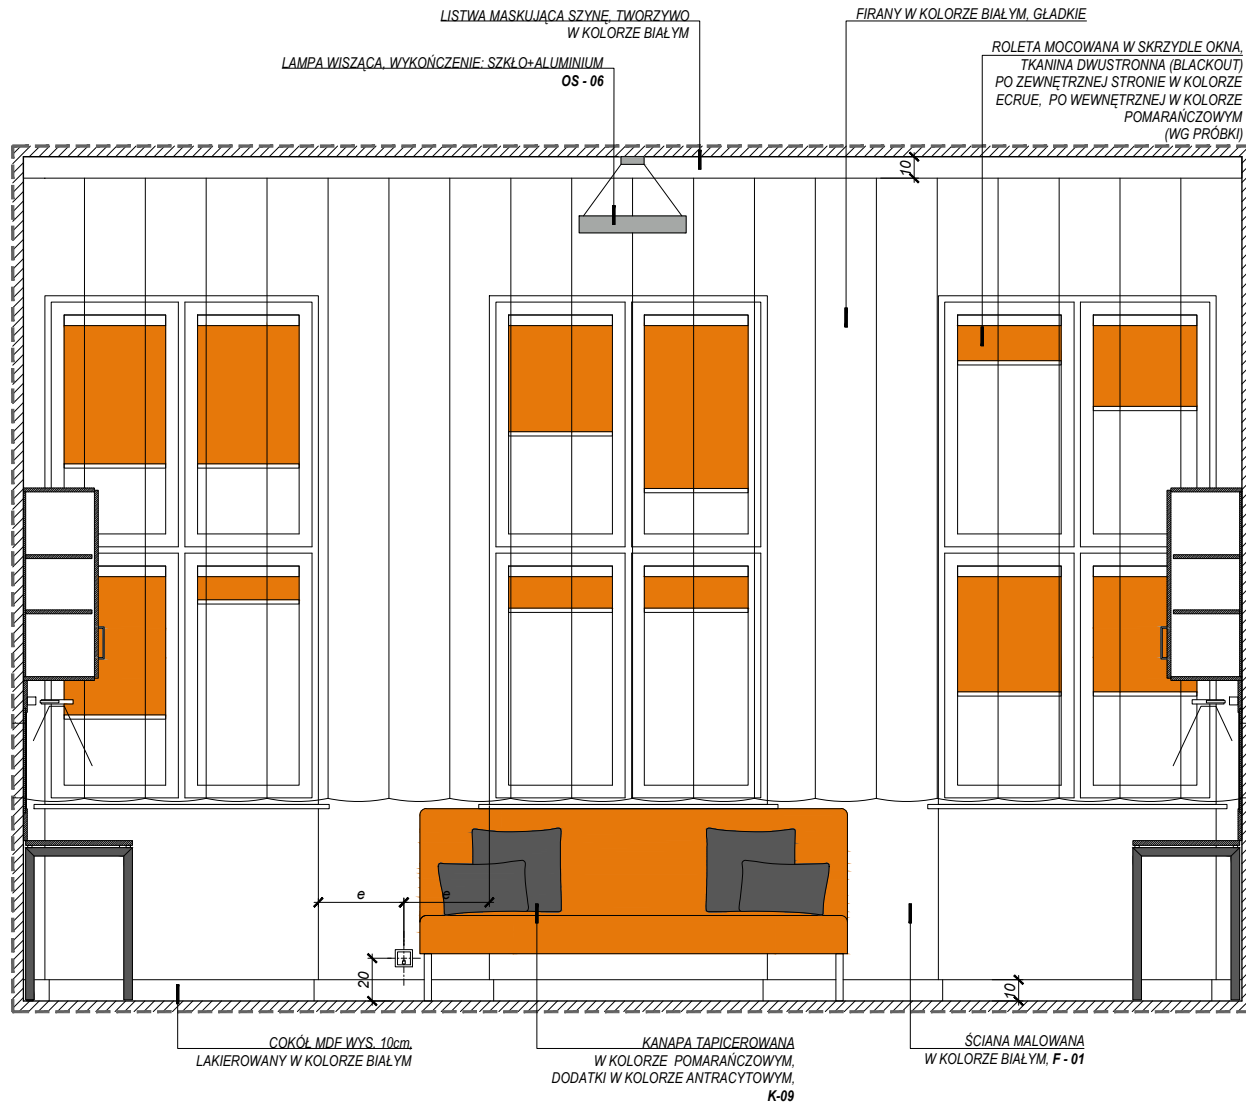 LISTWA MASKUJĄCA SZYNĘ, TWORZYWO
W KOLORZE BIAŁYM
FIRANY W KOLORZE BIAŁYM, GŁADKIE
LAMPA WISZĄCA, WYKOŃCZENIE: SZKŁO+ALUMINIUM
OS - 06
ROLETA MOCOWANA W SKRZYDLE OKNA,
TKANINA DWUSTRONNA (BLACKOUT)
PO ZEWNĘTRZNEJ STRONIE W KOLORZE
ECRUE, PO WEWNĘTRZNEJ W KOLORZE
POMARAŃCZOWYM
(WG PRÓBKI)
10
e
e
20
10
COKÓŁ MDF WYS. 10cm,
LAKIEROWANY W KOLORZE BIAŁYM
KANAPA TAPICEROWANA
W KOLORZE POMARAŃCZOWYM,
DODATKI W KOLORZE ANTRACYTOWYM,
K-09
ŚCIANA MALOWANA
W KOLORZE BIAŁYM, F - 01